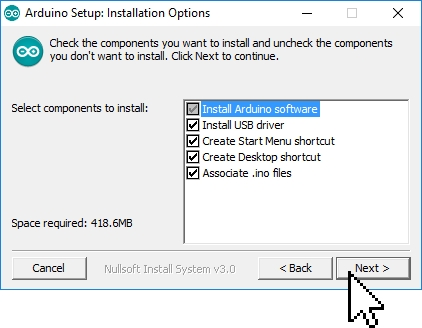 Arduino Setup: Installation Options
Check the components you want to install and uncheck the components
you don't want to install. Click Next to continue.
Select components to install:
Install Arduino software
Install USB driver
Create Start Menu shortcut
Create Desktop shortcut
Associate .ino files
Space required: 418.6MB
Cancel
Nullsoft Install System v3.0
< Back
Next >